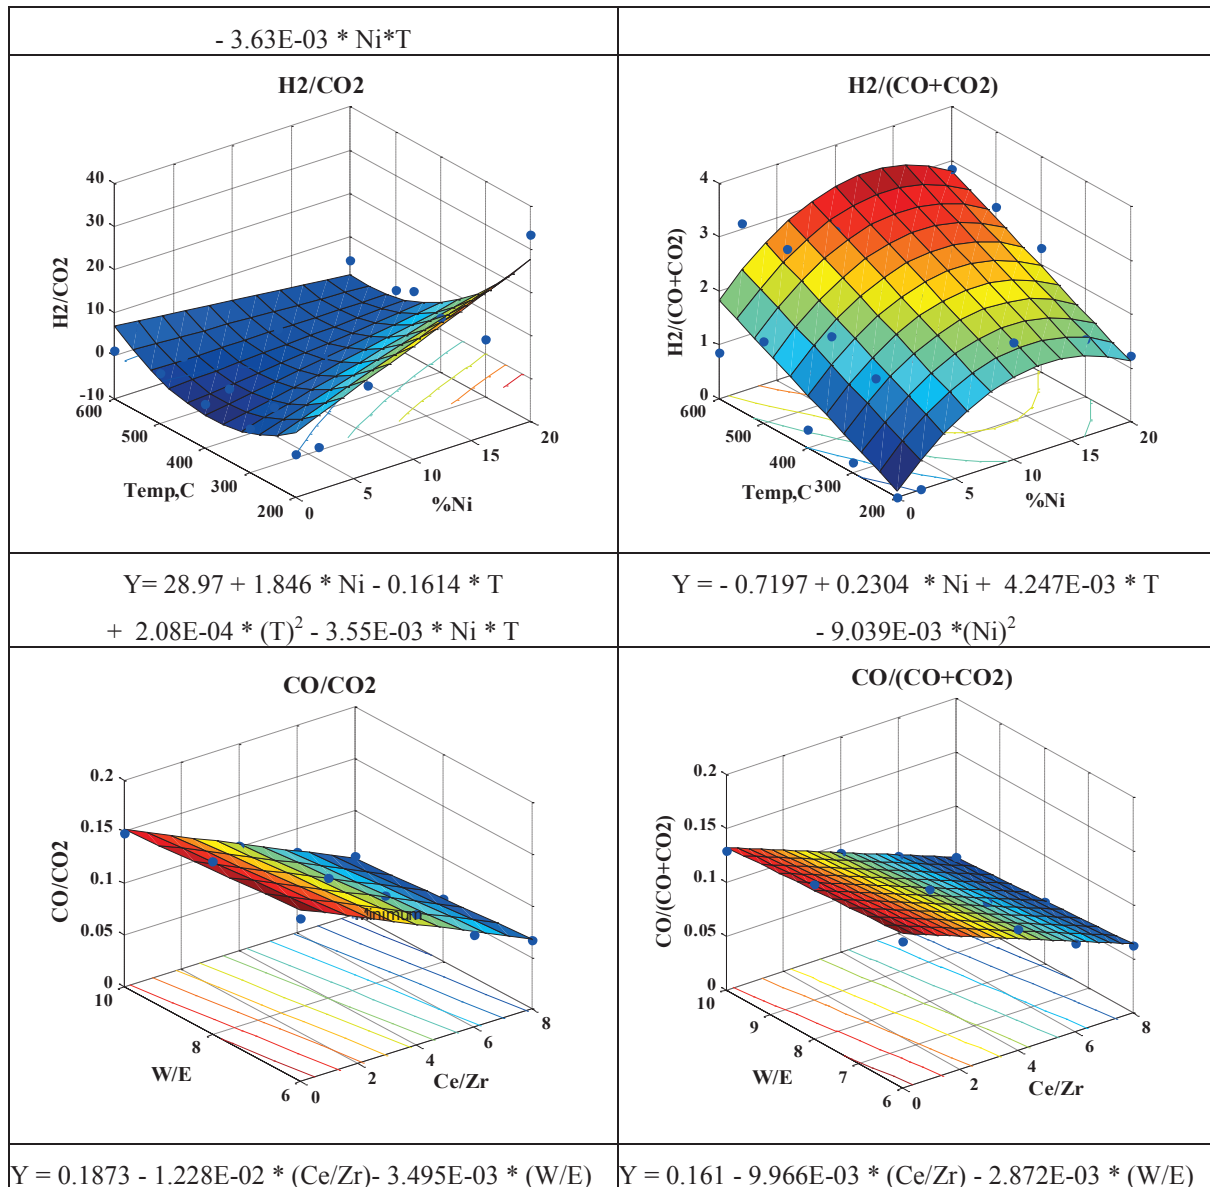 - 3.63E-03 * Ni*T
H2/CO2
40
30
20
10
0
-10
H2/CO2
600
500
400
300
200
Temp,C
0
5
10
15
20
%Ni
H2/(CO+CO2)
4
3
2
1
0
H2/(CO+CO2)
600
500
400
300
200
Temp,C
0
5
10
15
20
%Ni
Y= 28.97 + 1.846 * Ni - 0.1614 * T
+ 2.08E-04 * (T)² - 3.55E-03 * Ni * T
Y = - 0.7197 + 0.2304 * Ni + 4.247E-03 * T
- 9.039E-03 *(Ni)²
CO/CO2
0.2
0.15
0.1
0.05
0
CO/CO2
Minimum
10
8
6
W/E
0
2
4
6
8
Ce/Zr
CO/(CO+CO2)
0.2
0.15
0.1
0.05
0
CO/(CO+CO2)
10
9
8
7
6
W/E
0
2
4
6
8
Ce/Zr
Y = 0.1873 - 1.228E-02 * (Ce/Zr)- 3.495E-03 * (W/E)
Y = 0.161 - 9.966E-03 * (Ce/Zr) - 2.872E-03 * (W/E)